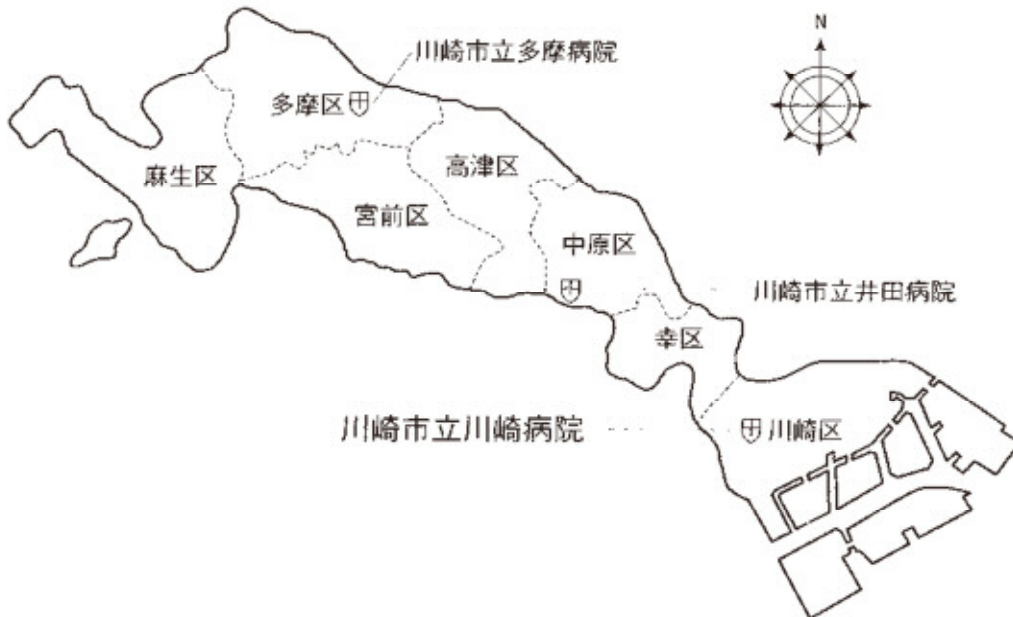 N
川崎市立多摩病院
多摩区
高津区
麻生区
宮前区
中原区
川崎市立井田病院
幸区
川崎市立川崎病院
川崎区